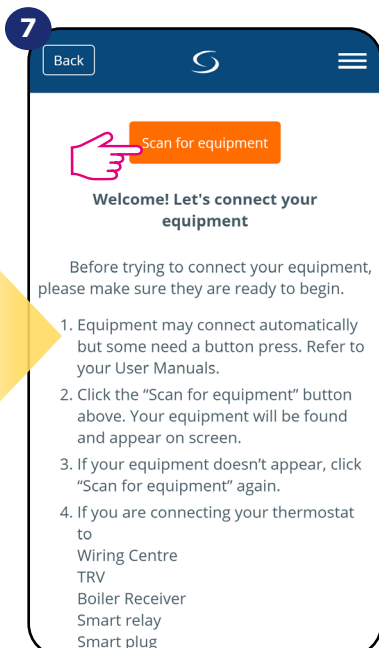 7
Back
Scan for equipment
Welcome! Let's connect your
equipment
Before trying to connect your equipment,
please make sure they are ready to begin.
1. Equipment may connect automatically
but some need a button press. Refer to
your User Manuals.
2. Click the “Scan for equipment” button
above. Your equipment will be found
and appear on screen.
3. If your equipment doesn’t appear, click
“Scan for equipment” again.
4. If you are connecting your thermostat
to
Wiring Centre
TRV
Boiler Receiver
Smart relay
Smart plug